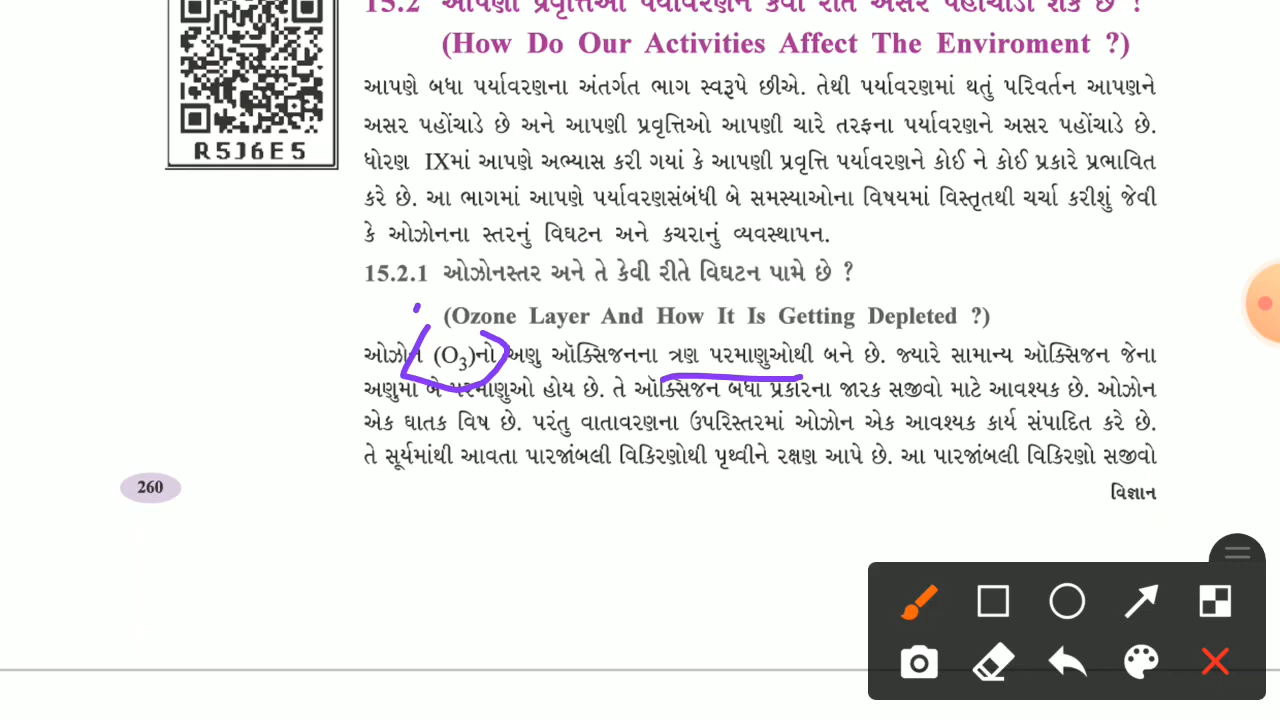 15.2 આપણી પ્રવૃત્તિઓ પર્યાવરણને કેવી રીતે અસર પહોંચાડી શકે છે ?
(How Do Our Activities Affect The Enviroment ?)
R5J6E5
આપણે બધા પર્યાવરણના અંતર્ગત ભાગ સ્વરૂપે છીએ. તેથી પર્યાવરણમાં થતું પરિવર્તન આપણને
અસર પહોંચાડે છે અને આપણી પ્રવૃત્તિઓ આપણી ચારે તરફના પર્યાવરણને અસર પહોંચાડે છે.
ધોરણ IXમાં આપણે અભ્યાસ કરી ગયાં કે આપણી પ્રવૃત્તિ પર્યાવરણને કોઈ ને કોઈ પ્રકારે પ્રભાવિત
કરે છે. આ ભાગમાં આપણે પર્યાવરણસંબંધી બે સમસ્યાઓના વિષયમાં વિસ્તૃતથી ચર્ચા કરીશું જેવી
કે ઓઝોનના સ્તરનું વિઘટન અને કચરાનું વ્યવસ્થાપન.
15.2.1 ઓઝોનસ્તર અને તે કેવી રીતે વિઘટન પામે છે ?
(Ozone Layer And How It Is Getting Depleted ?)
ઓઝોન (O3)નો અણુ ઑક્સિજનના ત્રણ પરમાણુઓથી બને છે. જ્યારે સામાન્ય ઑક્સિજન જેના
અણુમાં બે પરમાણુઓ હોય છે. તે ઑક્સિજન બધા પ્રકારના જારક સજીવો માટે આવશ્યક છે. ઓઝોન
એક ઘાતક વિષ છે. પરંતુ વાતાવરણના ઉપરિસ્તરમાં ઓઝોન એક આવશ્યક કાર્ય સંપાદિત કરે છે.
તે સૂર્યમાંથી આવતા પારજાંબલી વિકિરણોથી પૃથ્વીને રક્ષણ આપે છે. આ પારજાંબલી વિકિરણો સજીવો
260
વિજ્ઞાન